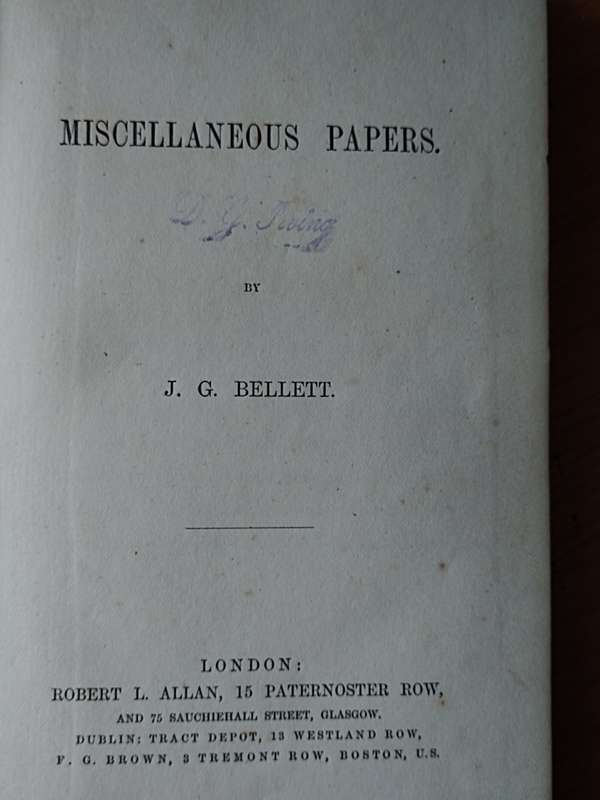 MISCELLANEOUS PAPERS.
D. G. Irving
BY
J. G. BELLETT.
LONDON:
ROBERT L. ALLAN, 15 PATERNOSTER ROW,
AND 75 SAUCHIEHALL STREET, GLASGOW.
DUBLIN: TRACT DEPOT, 13 WESTLAND ROW,
F. G. BROWN, 3 TREMONT ROW, BOSTON, U.S.